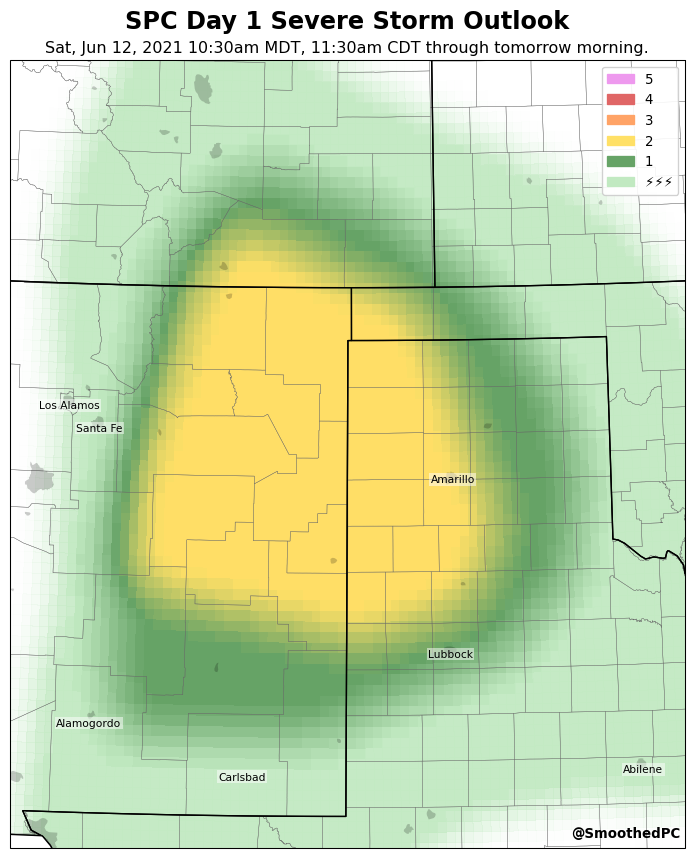 SPC Day 1 Severe Storm Outlook
Sat, Jun 12, 2021 10:30am MDT, 11:30am CDT through tomorrow morning.
5
4
3
2
1
⚡⚡⚡
Los Alamos
Santa Fe
Amarillo
Lubbock
Alamogordo
Abilene
Carlsbad
@SmoothedPC